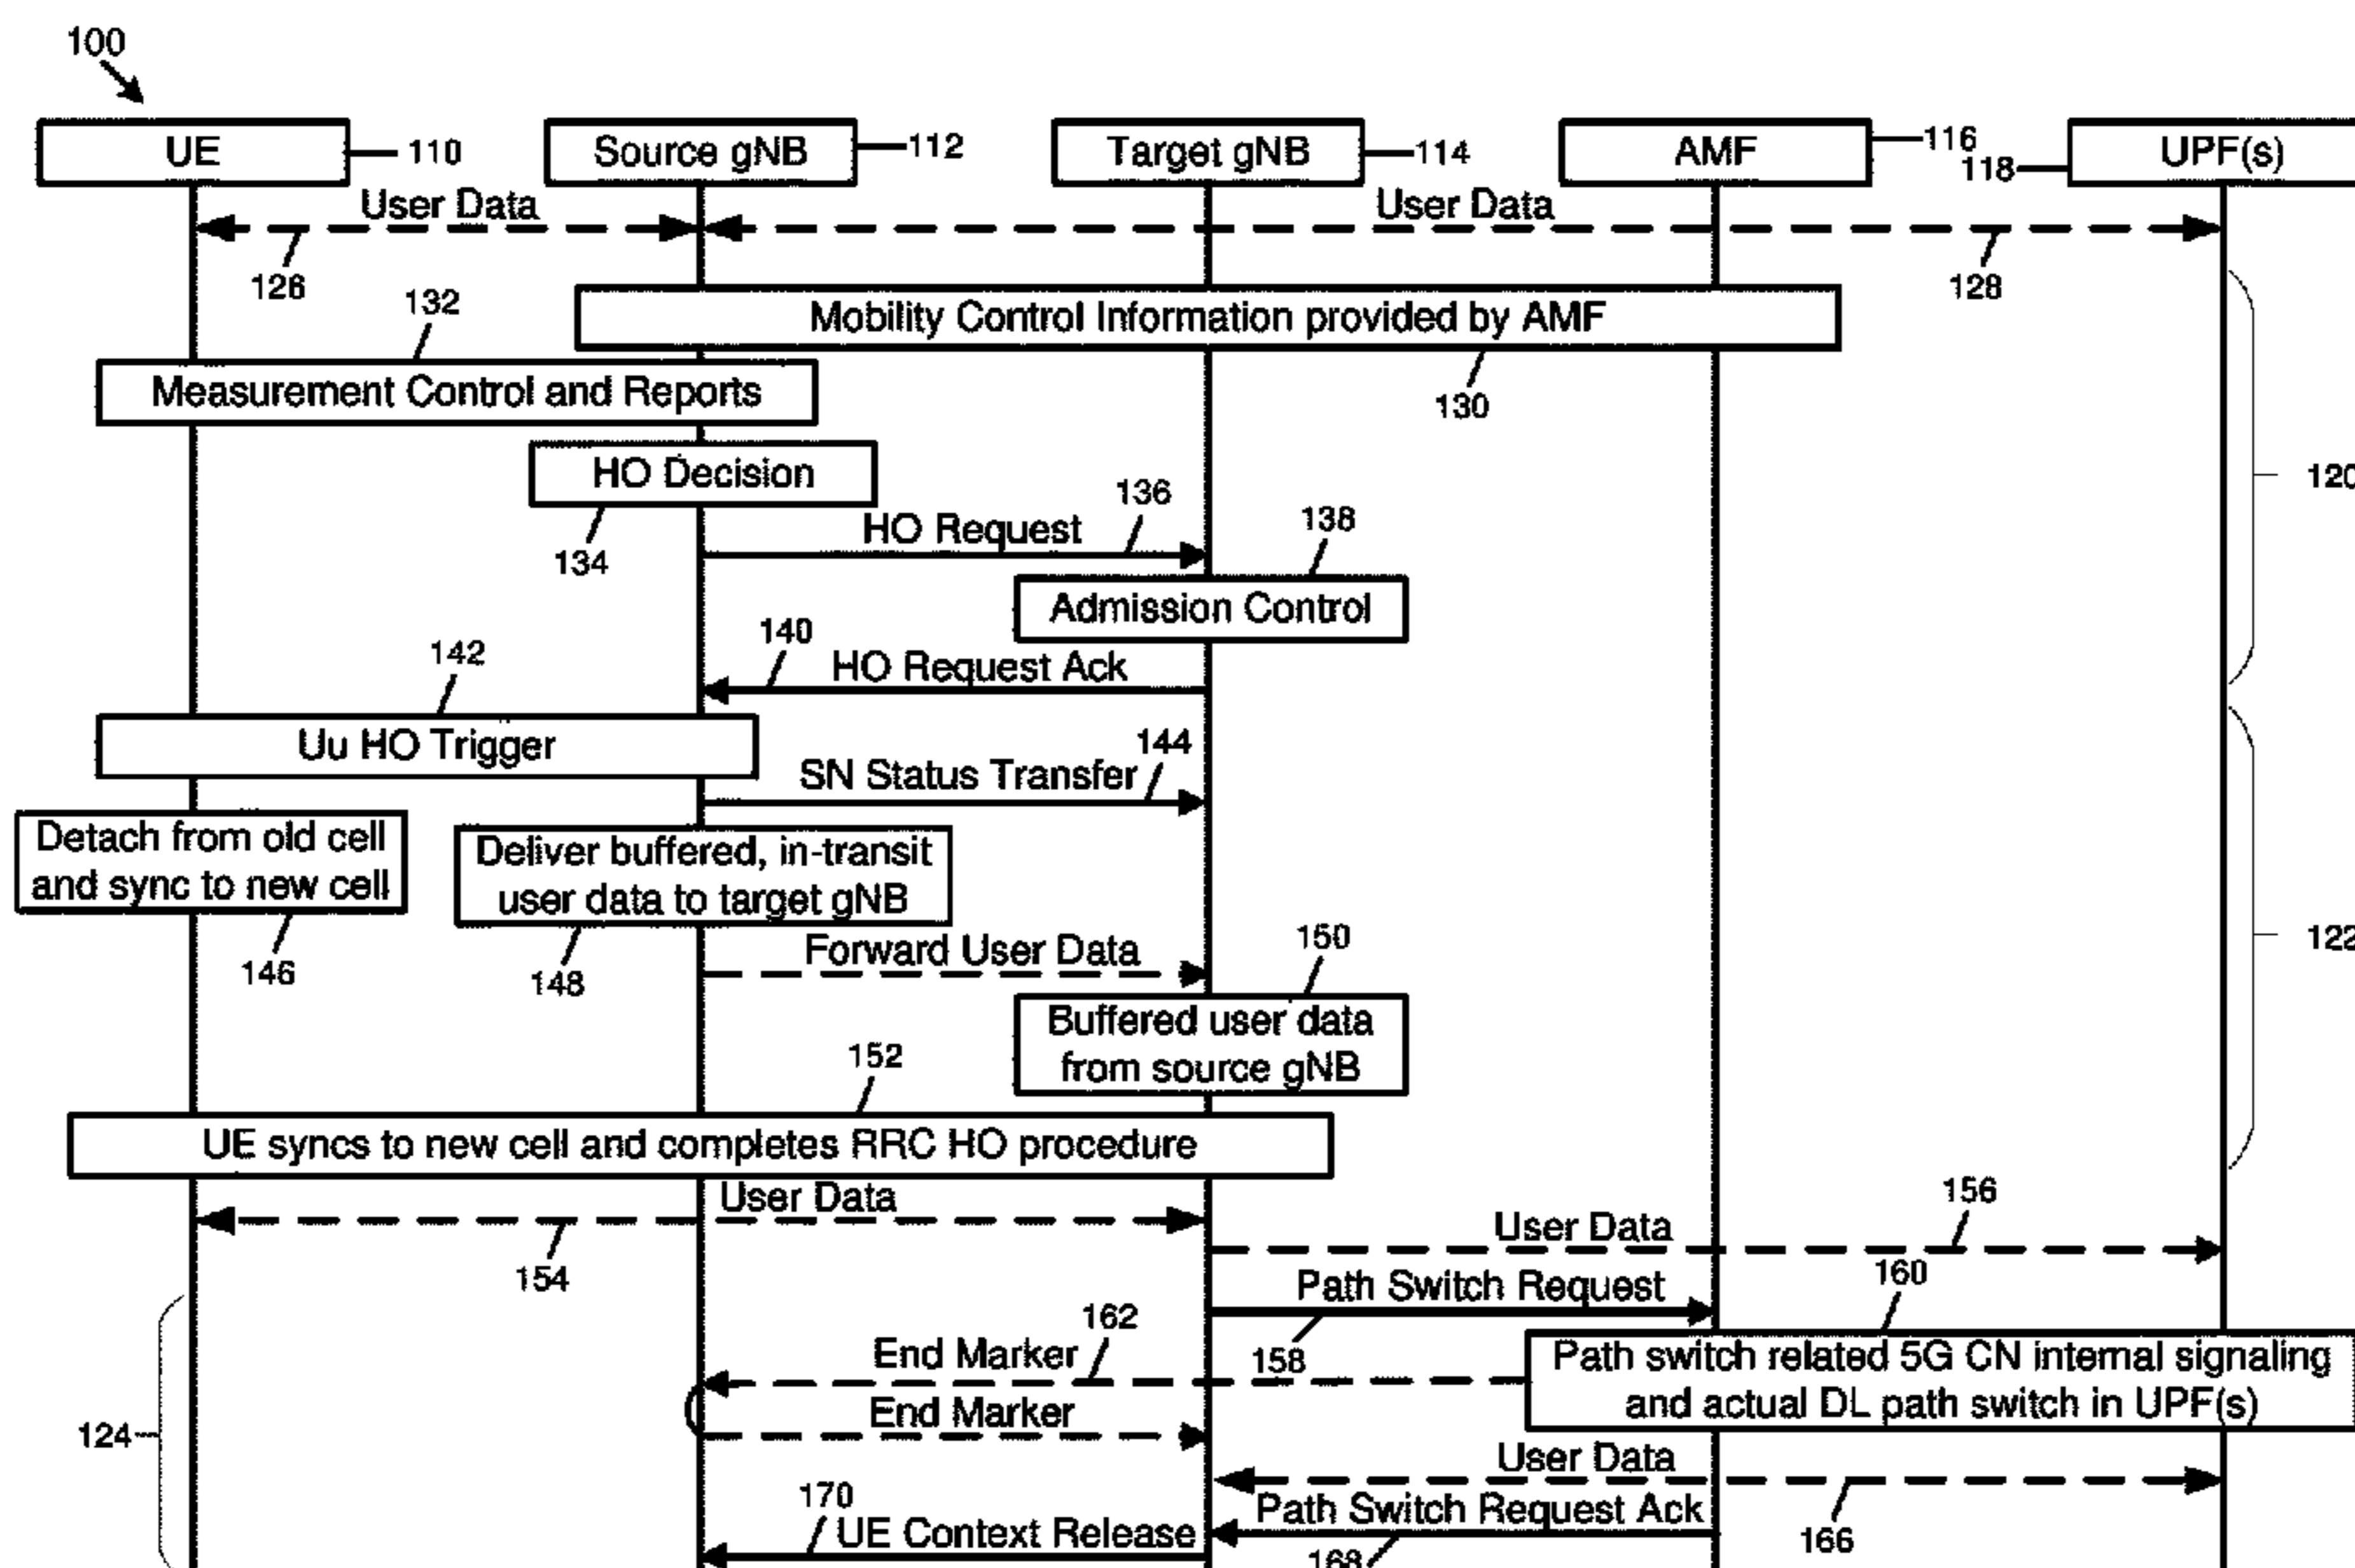 100
UE
110
Source gNB
112
Target gNB
114
AMF
116
118
UPF(s)
User Data
User Data
126
128
132
Mobility Control Information provided by AMF
Measurement Control and Reports
130
HO Decision
120
136
HO Request
138
134
Admission Control
140
142
HO Request Ack
Uu HO Trigger
144
SN Status Transfer
Detach from old cell
and sync to new cell
Deliver buffered, in-transit
user data to target gNB
122
150
Forward User Data
146
148
Buffered user data
from source gNB
152
UE syncs to new cell and completes RRC HO procedure
User Data
156
User Data
154
160
Path Switch Request
162
158
End Marker
Path switch related 5G CN internal signaling
and actual DL path switch in UPF(s)
End Marker
124
User Data
170
Path Switch Request Ack
UE Context Release
166
168